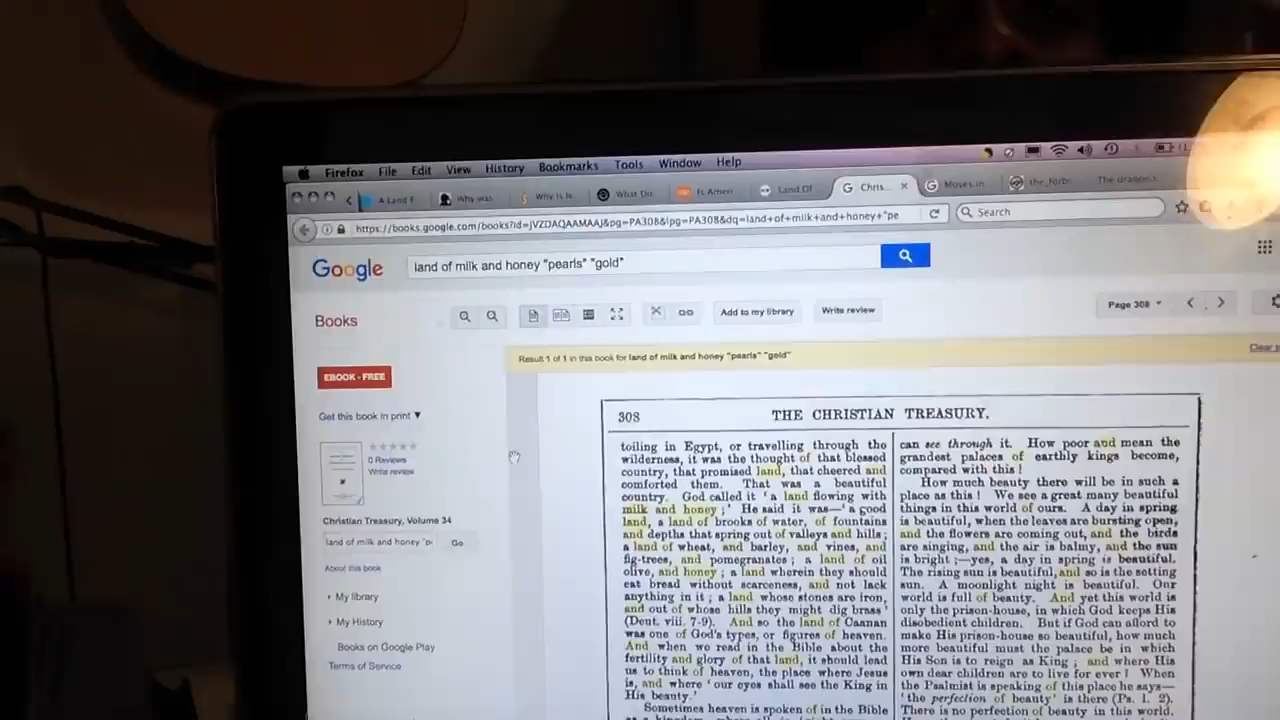 Firefox File Edit View History Bookmarks Tools Window Help
A Land F Why was Why is Is What Do Is Ameri Land Of Chris... Moses in the_forb The dragons
https://books.google.com/books?id=jVZDAQAAMAAJ&pg=PA308&lpg=PA308&dq=land+of+milk+and+honey+"pe
Search
Google
land of milk and honey "pearls" "gold"
Books
Add to my library
Write review
Page 308
Result 1 of 1 in this book for land of milk and honey "pearls" "gold"
EBOOK - FREE
Get this book in print
0 Reviews
Write review
Christian Treasury, Volume 34
land of milk and honey "p
Go
About this book
My library
My History
Books on Google Play
Terms of Service
308
THE CHRISTIAN TREASURY.
toiling in Egypt, or travelling through the
wilderness, it was the thought of that blessed
country, that promised land, that cheered and
comforted them. That was a beautiful
country. God called it 'a land flowing with
milk and honey;' He said it was—'a good
land, a land of brooks of water, of fountains
and depths that spring out of valleys and hills;
a land of wheat, and barley, and vines, and
fig-trees, and pomegranates; a land of oil
olive, and honey; a land wherein they should
eat bread without scarceness, and not lack
anything in it; a land whose stones are iron,
and out of whose hills they might dig brass'
(Deut. viii. 7-9). And so the land of Canaan
was one of God's types, or figures of heaven.
And when we read in the Bible about the
fertility and glory of that land, it should lead
us to think of heaven, the place where Jesus
is, and where 'our eyes shall see the King in
His beauty.'
Sometimes heaven is spoken of in the Bible
can see through it. How poor and mean the
grandest palaces of earthly kings become,
compared with this!
How much beauty there will be in such a
place as this! We see a great many beautiful
things in this world of ours. A day in spring
is beautiful, when the leaves are bursting open,
and the flowers are coming out, and the birds
are singing, and the air is balmy, and the sun
is bright;—yes, a day in spring is beautiful.
The rising sun is beautiful, and so is the setting
sun. A moonlight night is beautiful. Our
world is full of beauty. And yet this world is
only the prison-house, in which God keeps His
disobedient children. But if God can afford to
make His prison-house so beautiful, how much
more beautiful must the palace be in which
His Son is to reign as King; and where His
own dear children are to live for ever! When
the Psalmist is speaking of this place he says—
'the perfection of beauty' is there (Ps. l. 2).
There is no perfection of beauty in this world.